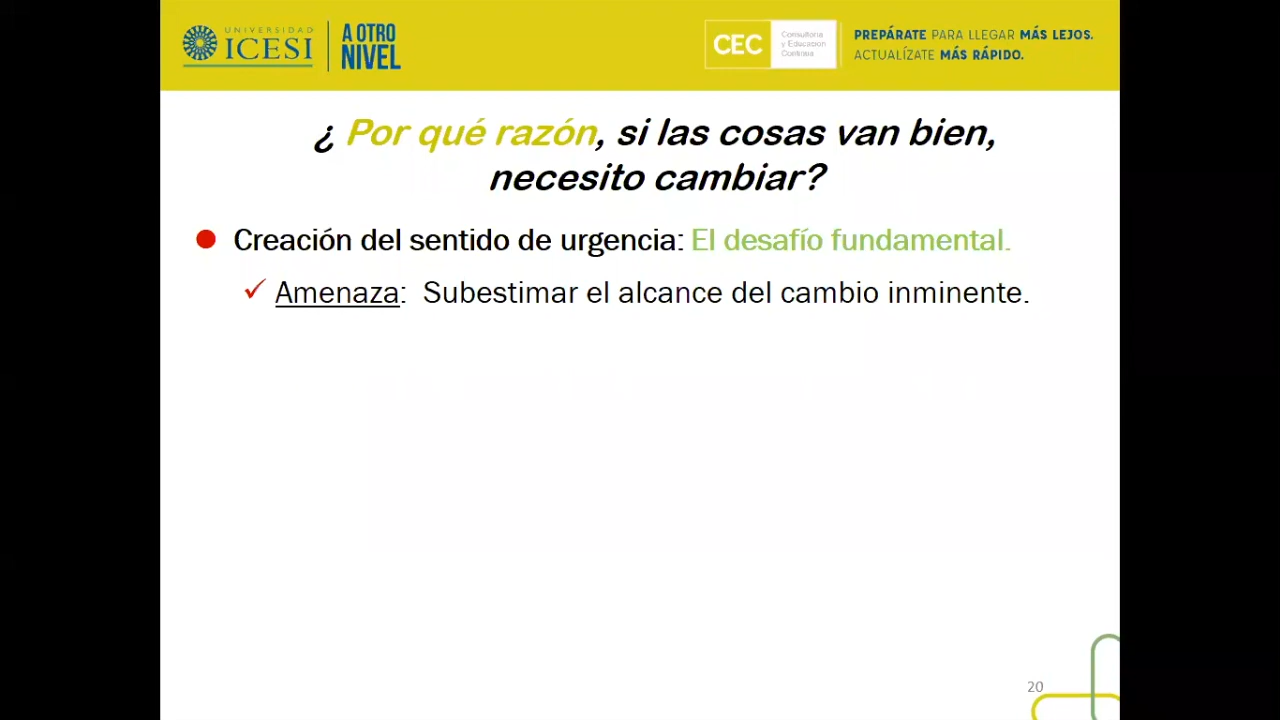 UNIVERSIDAD
ICESI
A OTRO
NIVEL
CEC
Consultoría
y Educación
Continua
PREPÁRATE PARA LLEGAR MÁS LEJOS.
ACTUALÍZATE MÁS RÁPIDO.
¿ Por qué razón, si las cosas van bien,
necesito cambiar?
Creación del sentido de urgencia: El desafío fundamental.
Amenaza: Subestimar el alcance del cambio inminente.
20